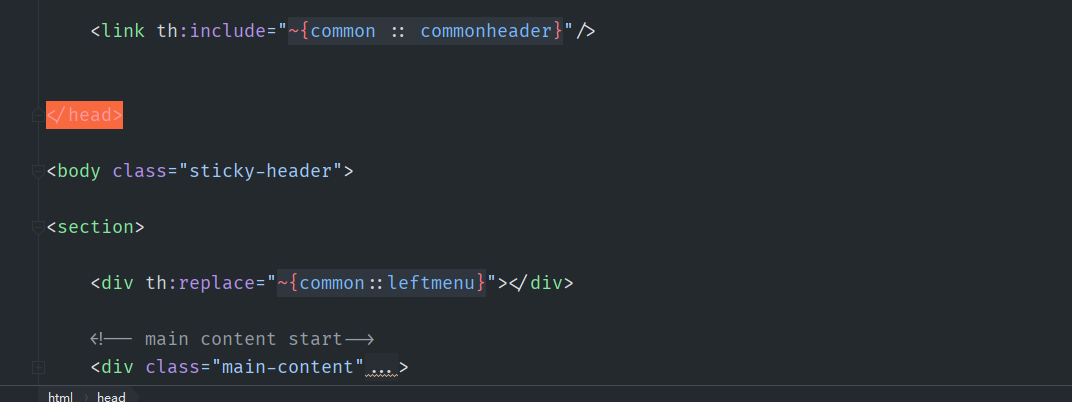 <link th:include="~{common :: commonheader}"/>
</head>
<body class="sticky-header">
<section>
<div th:replace="~{common::leftmenu}"></div>
<!-- main content start-->
<div class="main-content"...>
html head